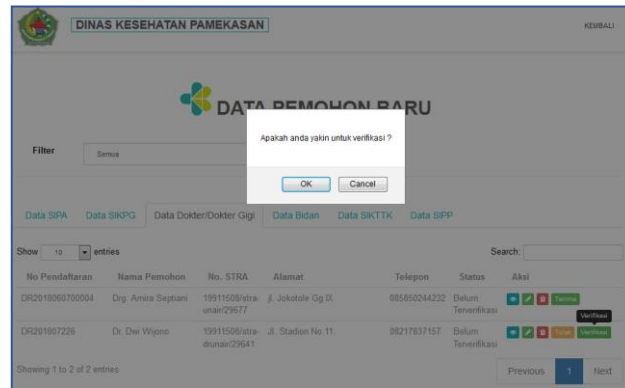 DINAS KESEHATAN PAMEKASAN
KEMBALI
DATA PEMOHON BARU
Apakah anda yakin untuk verifikasi ?
OK Cancel
Filter Semua
Data SIPA Data SIKPG Data Dokter/Dokter Gigi Data Bidan Data SIKTTK Data SIPP
Show 10 entries Search:
No Pendaftaran Nama Pemohon No. STRA Alamat Telepon Status Aksi
DR2018060700004 Drg. Amira Septiani 19911508/stra- jl. Jokotole Gg IX 085850244232 Belum Terima
unair/29677 Terverifikasi
Verifikasi
DR201807226 Dr. Dwi Wijono 19911508/stra- Jl. Stadion No 11 08217837157 Belum Verifikasi
drunair/29641 Terverifikasi
Showing 1 to 2 of 2 entries Previous 1 Next